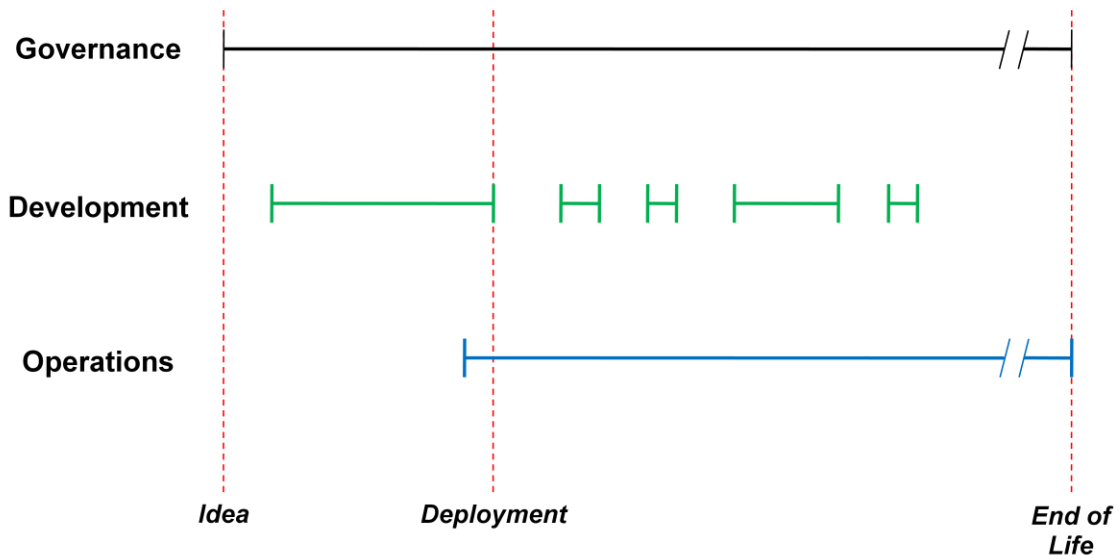 Governance
Development
Operations
Idea
Deployment
End of
Life